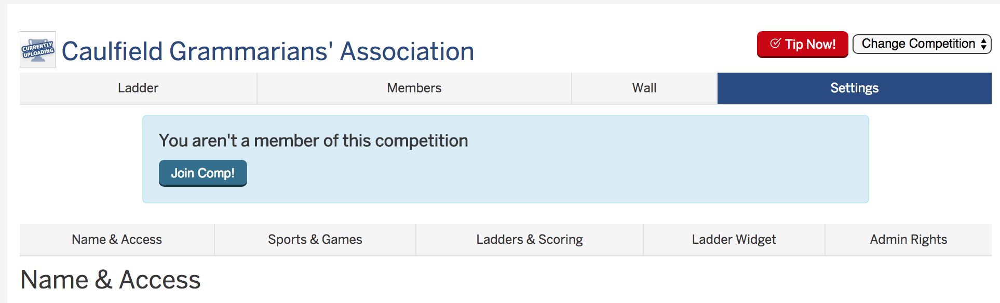 CURRENTLY
UPLOADING
Caulfield Grammarians' Association
Tip Now!
Change Competition
Ladder
Members
Wall
Settings
You aren't a member of this competition
Join Comp!
Name & Access
Sports & Games
Ladders & Scoring
Ladder Widget
Admin Rights
Name & Access